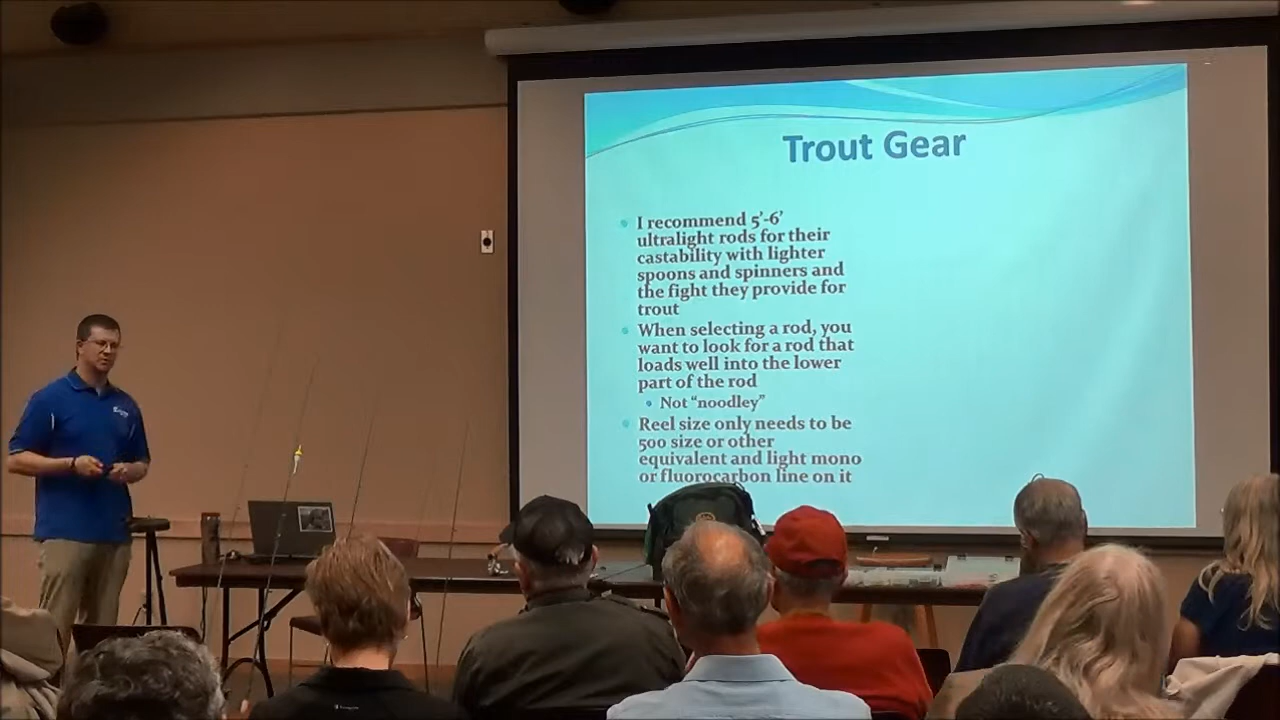 Trout Gear
I recommend 5'-6'
ultralight rods for their
castability with lighter
spoons and spinners and
the fight they provide for
trout
When selecting a rod, you
want to look for a rod that
loads well into the lower
part of the rod
Not "noodley"
Reel size only needs to be
500 size or other
equivalent and light mono
or fluorocarbon line on it